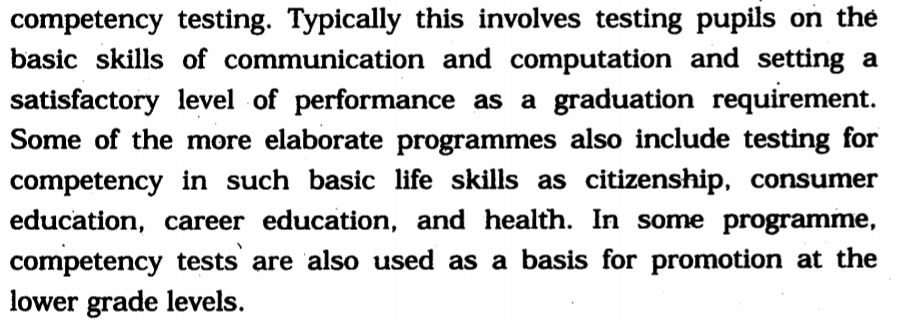 competency testing. Typically this involves testing pupils on the
basic skills of communication and computation and setting a
satisfactory level of performance as a graduation requirement.
Some of the more elaborate programmes also include testing for
competency in such basic life skills as citizenship, consumer
education, career education, and health. In some programme,
competency tests are also used as a basis for promotion at the
lower grade levels.